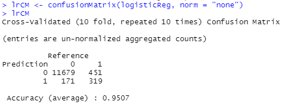 > lrCM <- confusionMatrix(logisticReg, norm = "none")
> lrCM
Cross-Validated (10 fold, repeated 10 times) Confusion Matrix
(entries are un-normalized aggregated counts)
Reference
Prediction 0 1
0 11679 451
1 171 319
Accuracy (average) : 0.9507